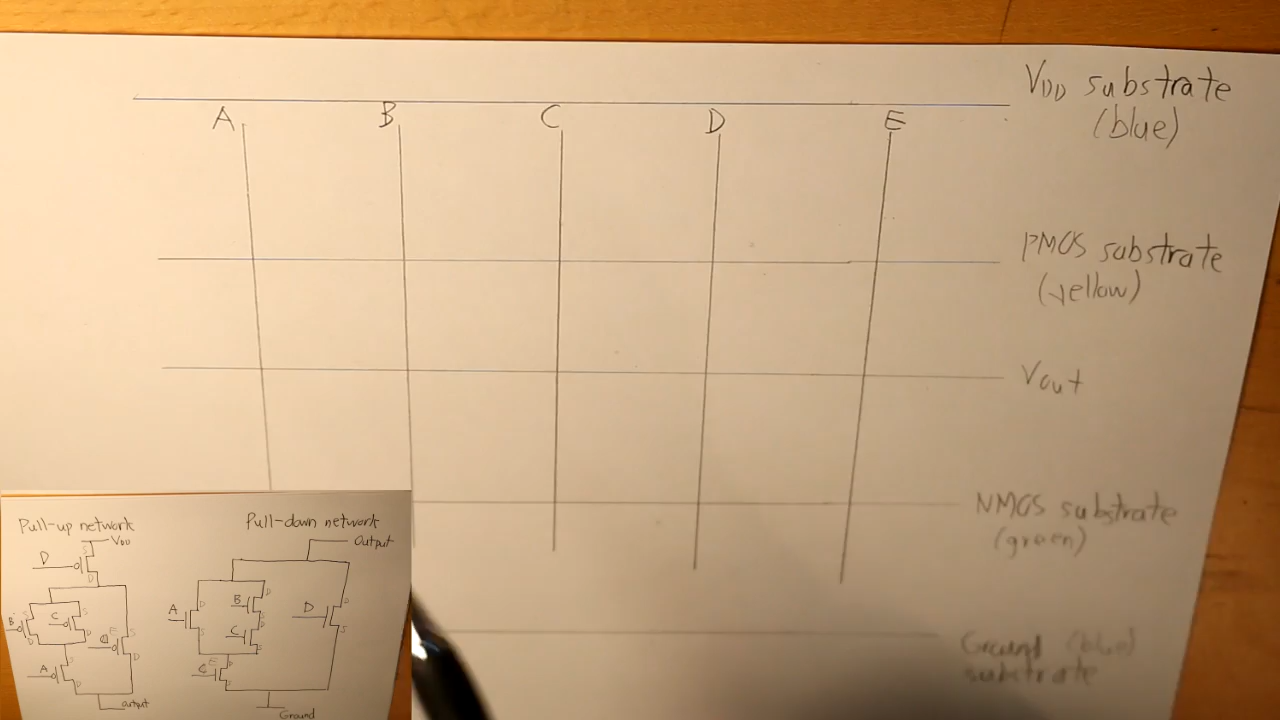 VDD substrate
(blue)
A B C D E
PMOS substrate
(yellow)
Vout
NMOS substrate
(green)
Ground (blue)
substrate
Pull-up network
VDD
S
D
D
S S S
B C E
D D D
A S
D
output
Pull-down network
Output
A D B D D D
S S
C
S S
C E D
S
Ground